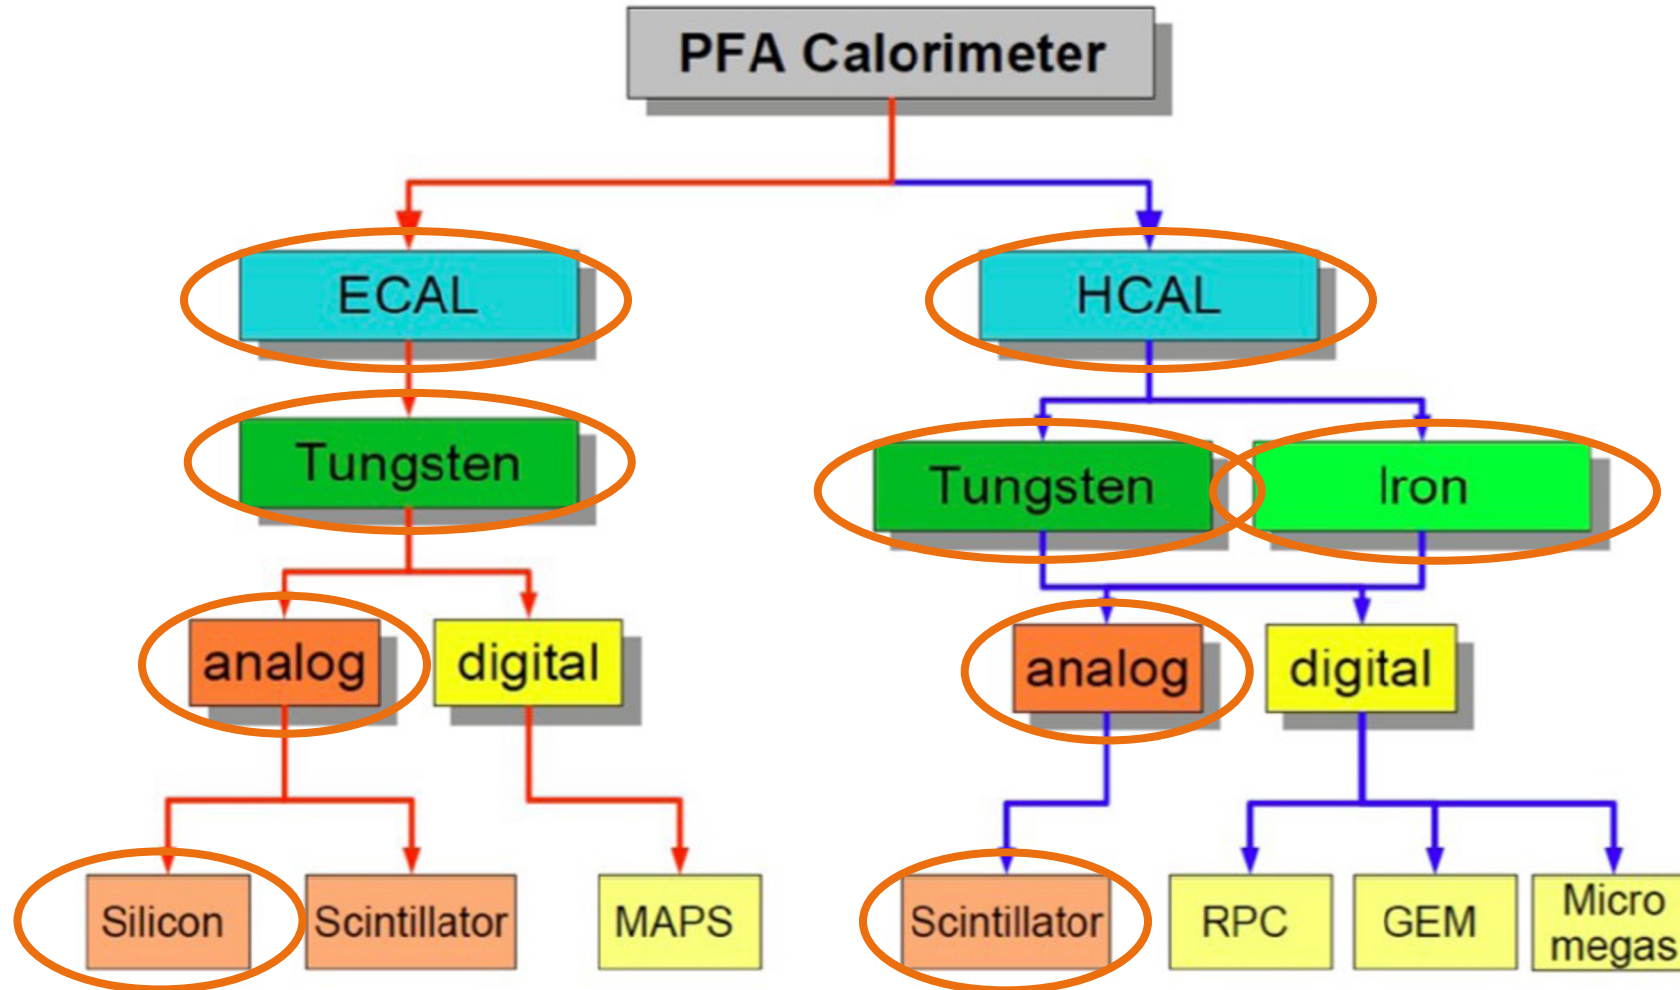 PFA Calorimeter
ECAL
HCAL
Tungsten
Tungsten
Iron
analog
digital
analog
digital
Silicon
Scintillator
MAPS
Scintillator
RPC
GEM
Micro
megas